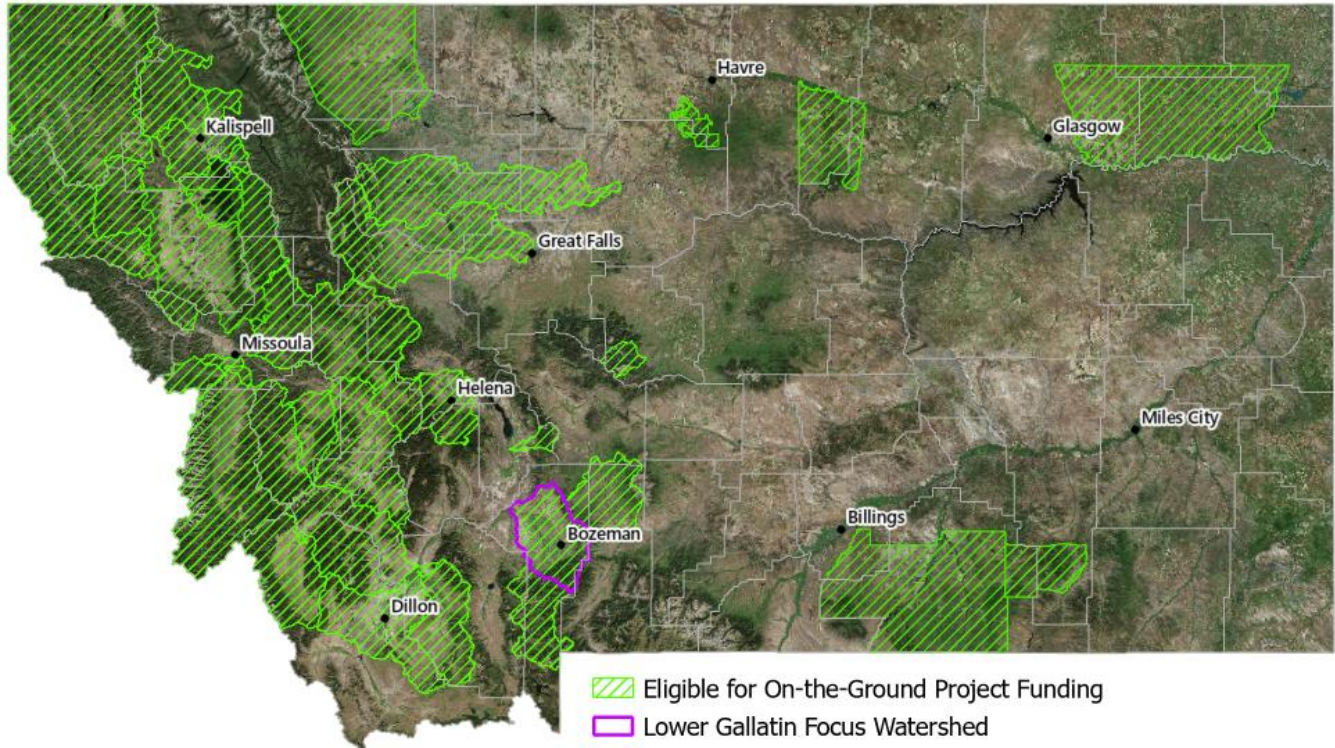 Havre
Kalispell
Glasgow
Great Falls
Missoula
Helena
Miles City
Billings
Bozeman
Dillon
Eligible for On-the-Ground Project Funding
Lower Gallatin Focus Watershed